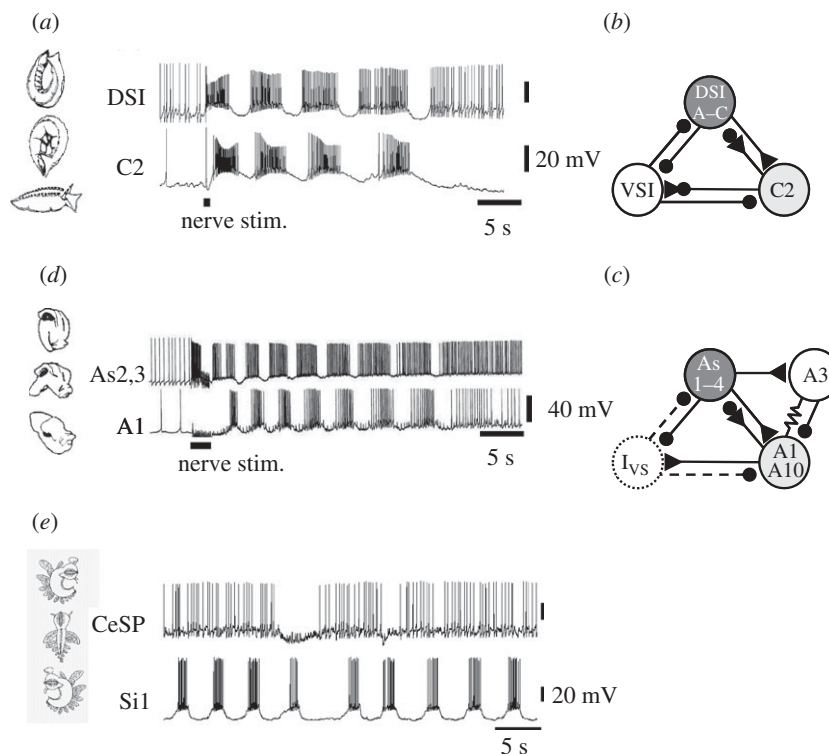 (a)
DSI
C2
20 mV
nerve stim.
5 s
(b)
DSI
A–C
VSI
C2
(d)
As2,3
A1
40 mV
nerve stim.
5 s
(c)
As
1–4
A3
I_VS
A1
A10
(e)
CeSP
Si1
20 mV
5 s